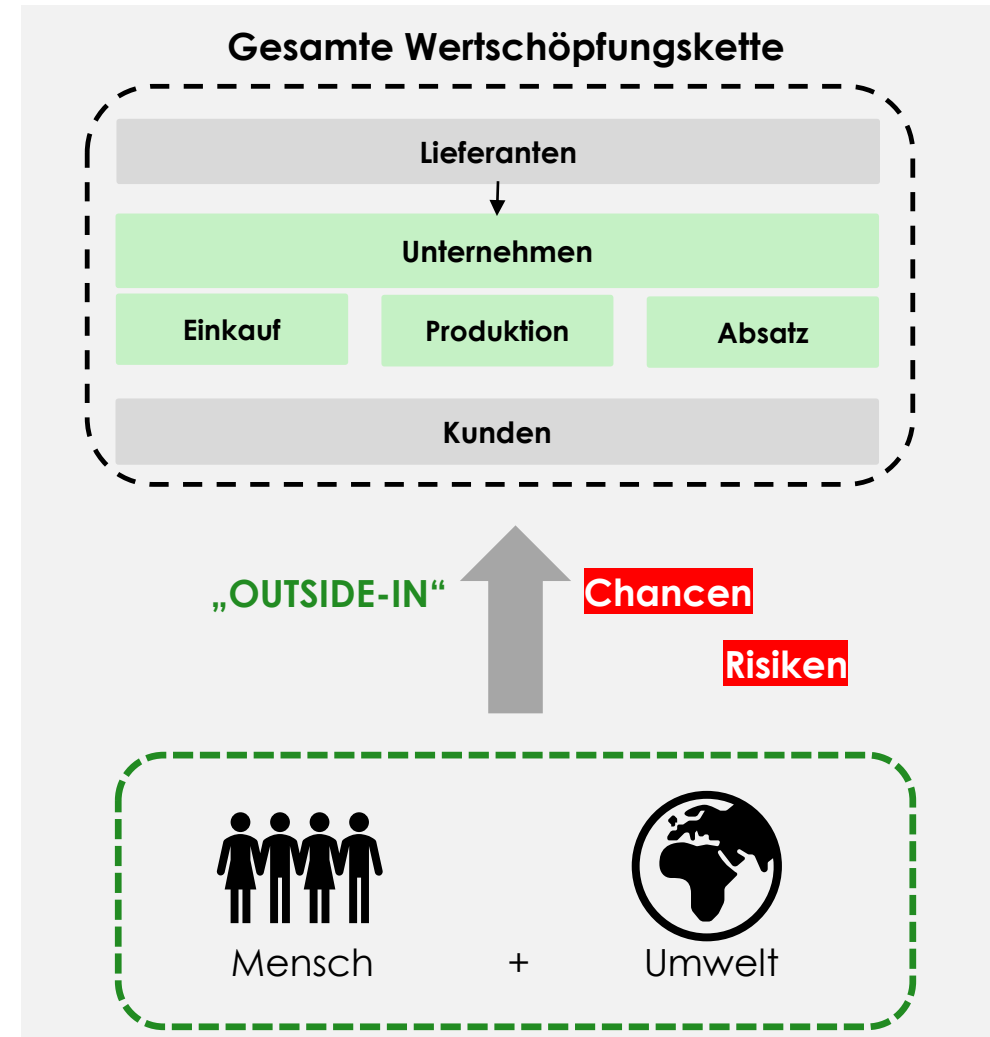 Gesamte Wertschöpfungskette
Lieferanten
Unternehmen
Einkauf
Produktion
Absatz
Kunden
„OUTSIDE-IN“
Chancen
Risiken
Mensch + Umwelt